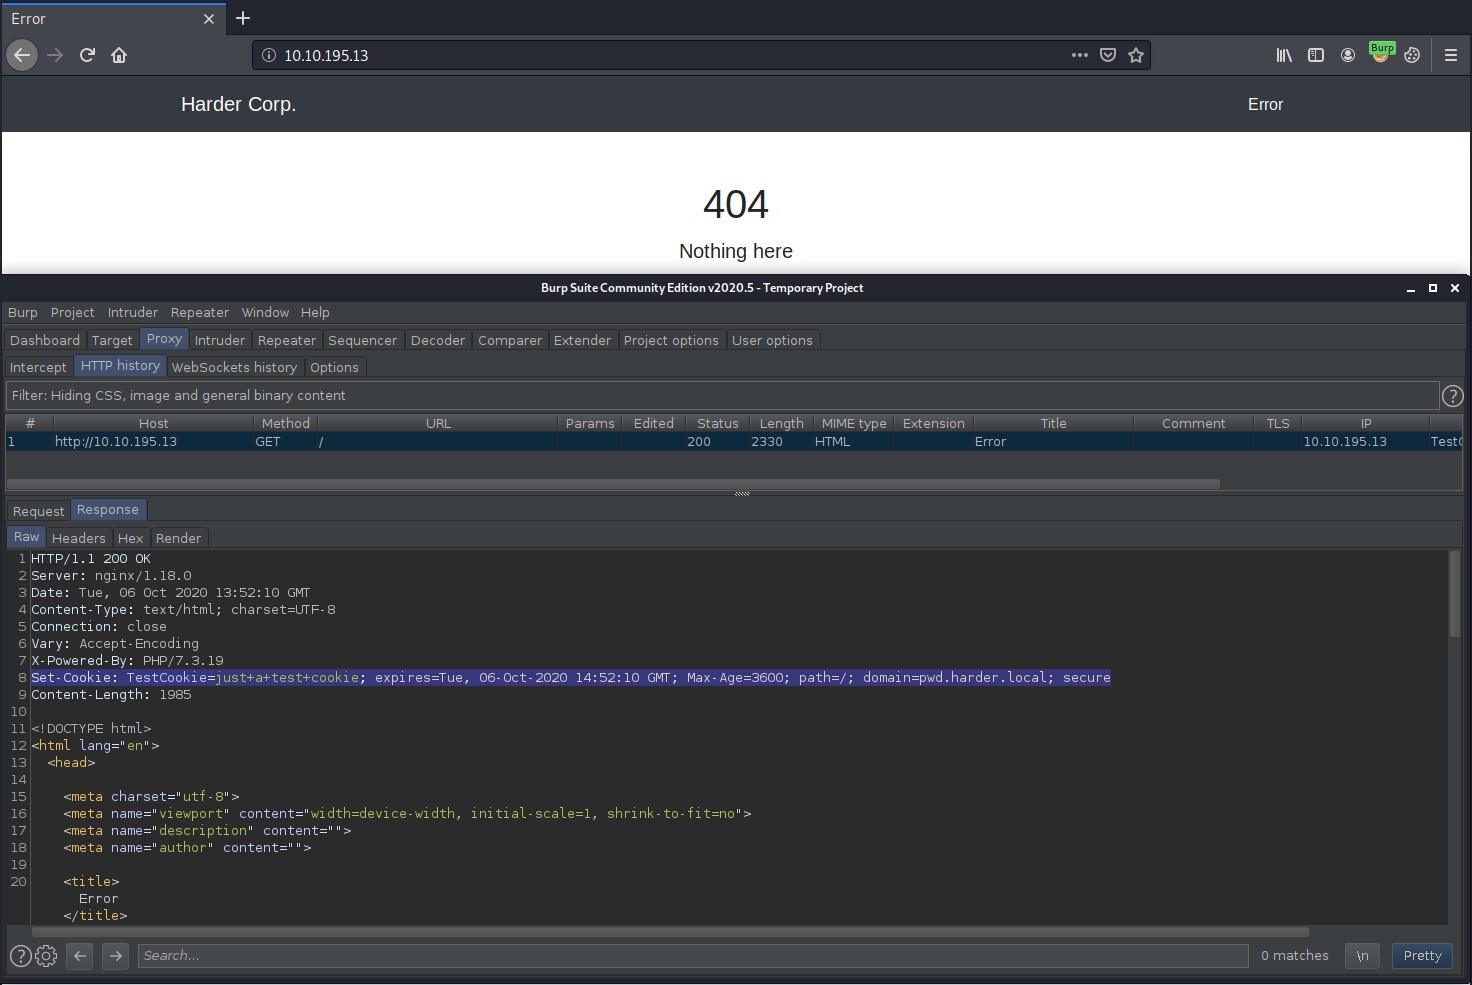 Error
10.10.195.13
Burp
Harder Corp.
Error
404
Nothing here
Burp Suite Community Edition v2020.5 - Temporary Project
Burp Project Intruder Repeater Window Help
Dashboard Target Proxy Intruder Repeater Sequencer Decoder Comparer Extender Project options User options
Intercept HTTP history WebSockets history Options
Filter: Hiding CSS, image and general binary content
# Host Method URL Params Edited Status Length MIME type Extension Title Comment TLS IP
1 http://10.10.195.13 GET / 200 2330 HTML Error 10.10.195.13 TestC
Request Response
Raw Headers Hex Render
1 HTTP/1.1 200 OK
2 Server: nginx/1.18.0
3 Date: Tue, 06 Oct 2020 13:52:10 GMT
4 Content-Type: text/html; charset=UTF-8
5 Connection: close
6 Vary: Accept-Encoding
7 X-Powered-By: PHP/7.3.19
8 Set-Cookie: TestCookie=just+a+test+cookie; expires=Tue, 06-Oct-2020 14:52:10 GMT; Max-Age=3600; path=/; domain=pwd.harder.local; secure
9 Content-Length: 1985
10
11 <!DOCTYPE html>
12 <html lang="en">
13 <head>
14
15 <meta charset="utf-8">
16 <meta name="viewport" content="width=device-width, initial-scale=1, shrink-to-fit=no">
17 <meta name="description" content="">
18 <meta name="author" content="">
19
20 <title>
Error
</title>
Search...
0 matches
\n
Pretty